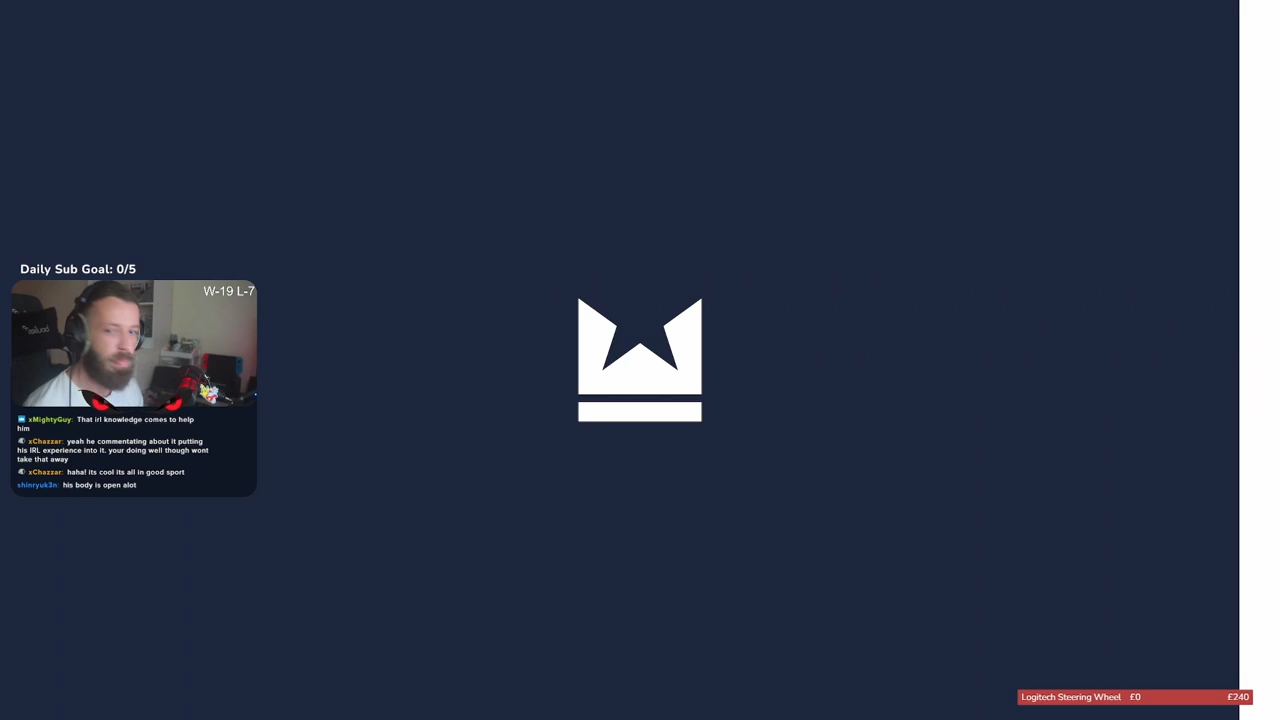 Daily Sub Goal: 0/5
W-19 L-7
xMightyGuy: That irl knowledge comes to help
him
xChazzar: yeah he commentating about it putting
his IRL experience into it. your doing well though wont
take that away
xChazzar: haha! its cool its all in good sport
shinryuk3n: his body is open alot
Logitech Steering Wheel £0 £240